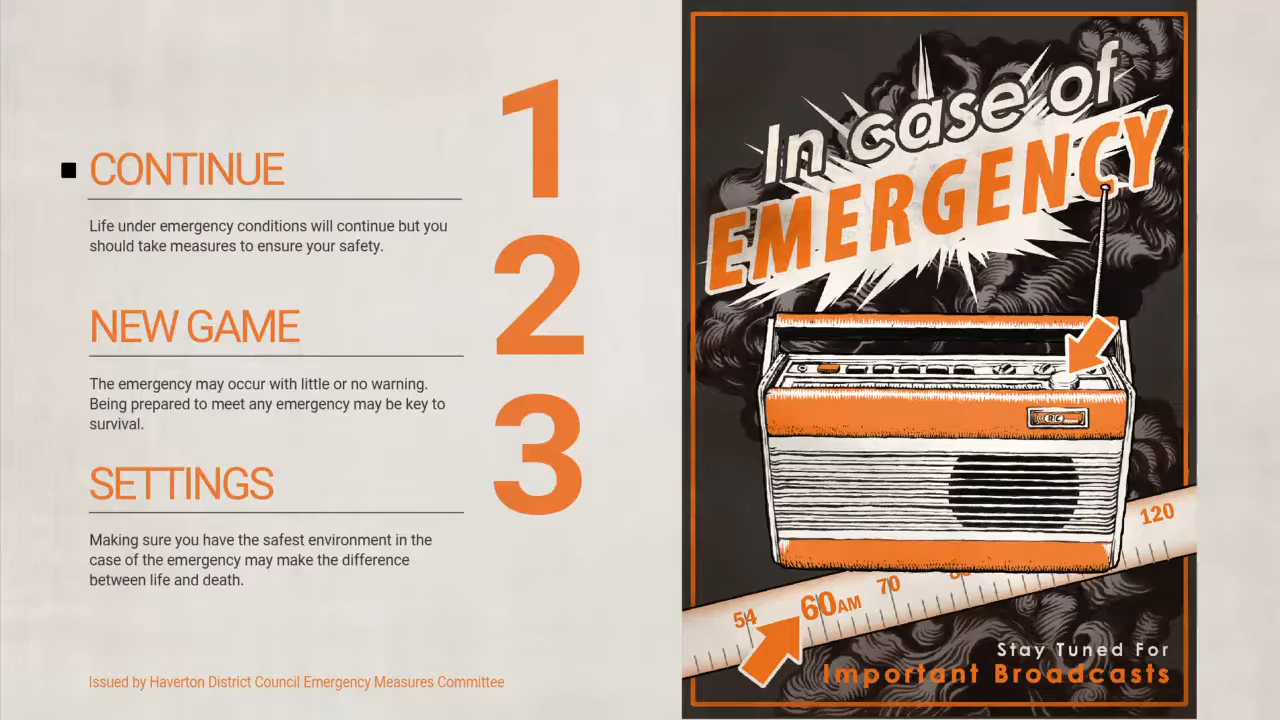 CONTINUE
1
Life under emergency conditions will continue but you
should take measures to ensure your safety.
NEW GAME
2
The emergency may occur with little or no warning.
Being prepared to meet any emergency may be key to
survival.
SETTINGS
3
Making sure you have the safest environment in the
case of the emergency may make the difference
between life and death.
Issued by Haverton District Council Emergency Measures Committee
In case of
EMERGENCY
120
70
60AM
54
Stay Tuned For
Important Broadcasts